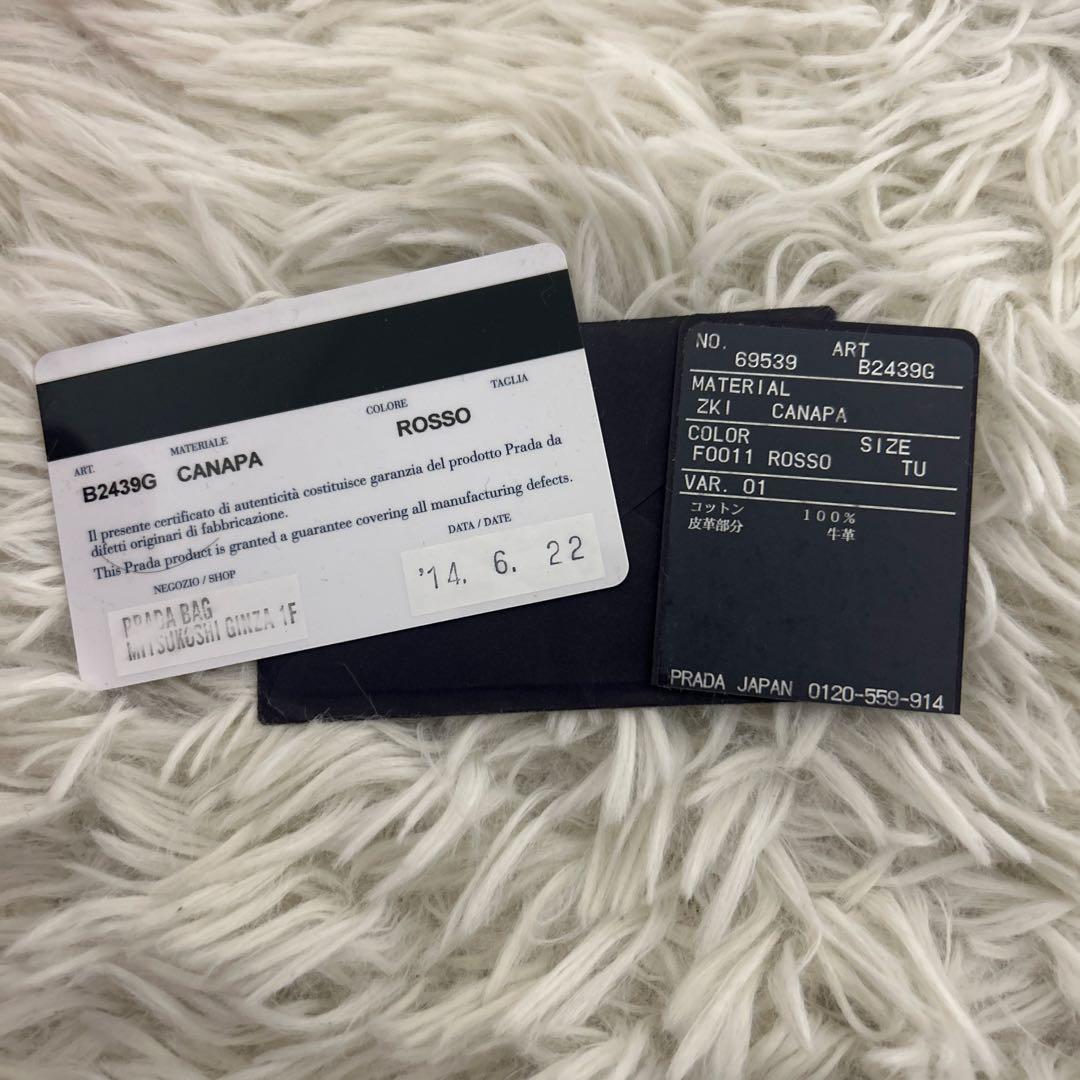 ART.
MATERIALE
COLORE
TAGLIA
B2439G CANAPA ROSSO
Il presente certificato di autenticità costituisce garanzia del prodotto Prada da
difetti originari di fabbricazione.
This Prada product is granted a guarantee covering all manufacturing defects.
NEGOZIO / SHOP
DATA / DATE
PRADA BAG
MITSUKOSHI GINZA 1F
'14. 6. 22
NO. ART
69539 B2439G
MATERIAL
ZKI CANAPA
COLOR SIZE
F0011 ROSSO TU
VAR. 01
コットン 100%
皮革部分 牛革
PRADA JAPAN 0120-559-914